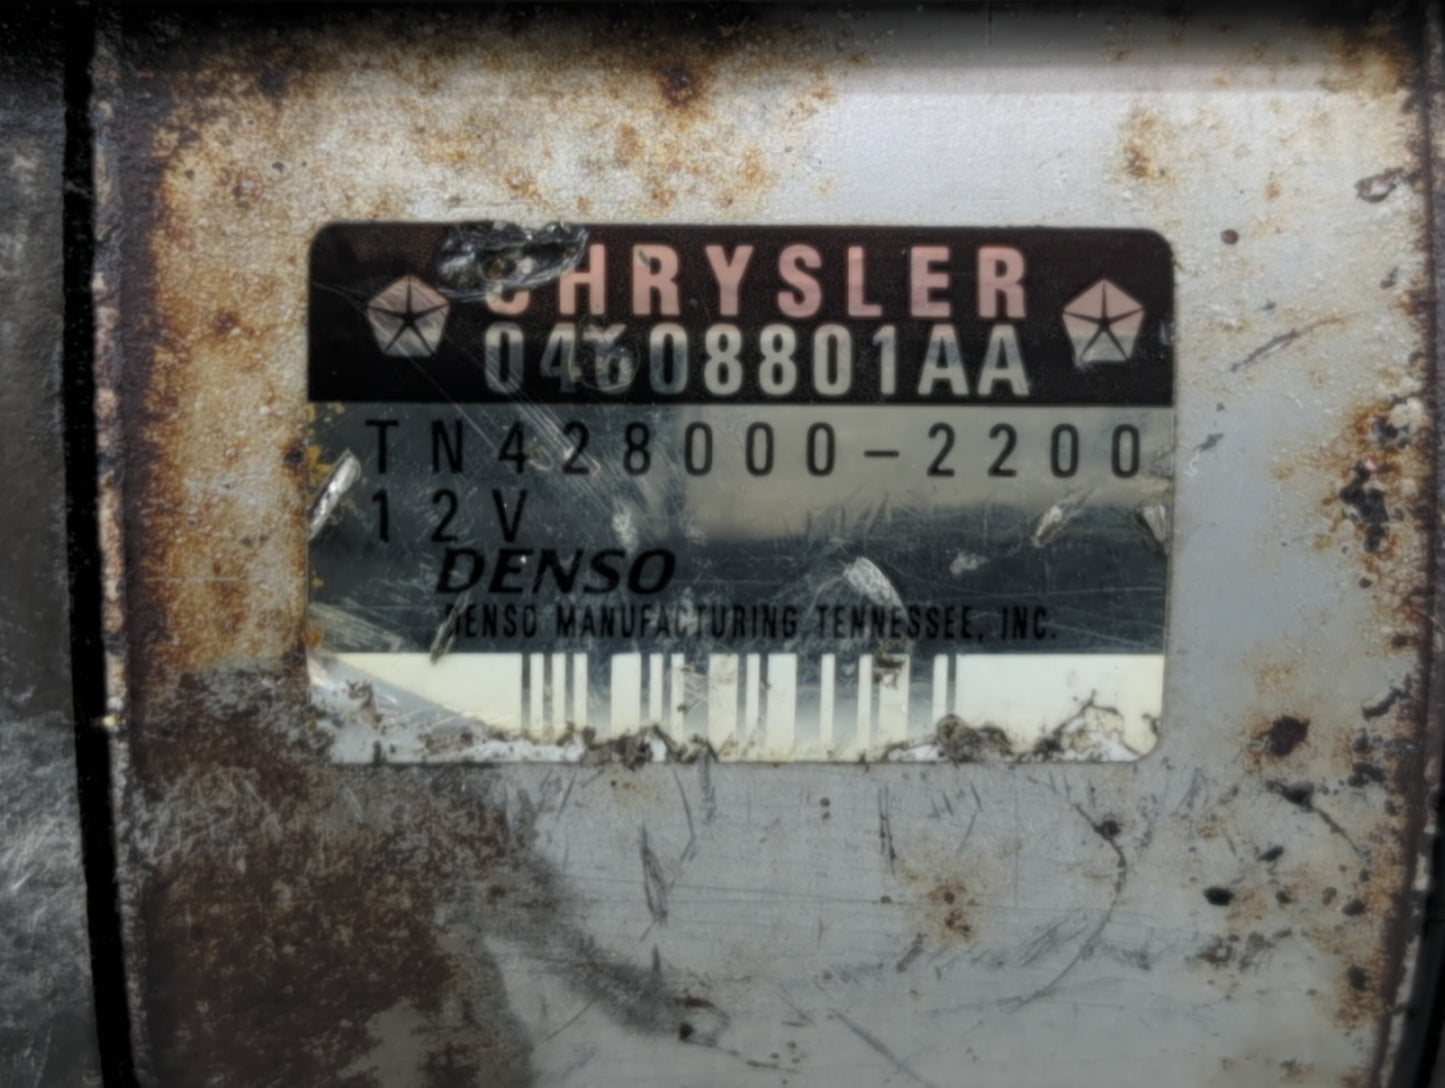 CHRYSLER
04608801AA
TN428000-2200
12V
DENSO
DENSO MANUFACTURING TENNESSEE, INC.